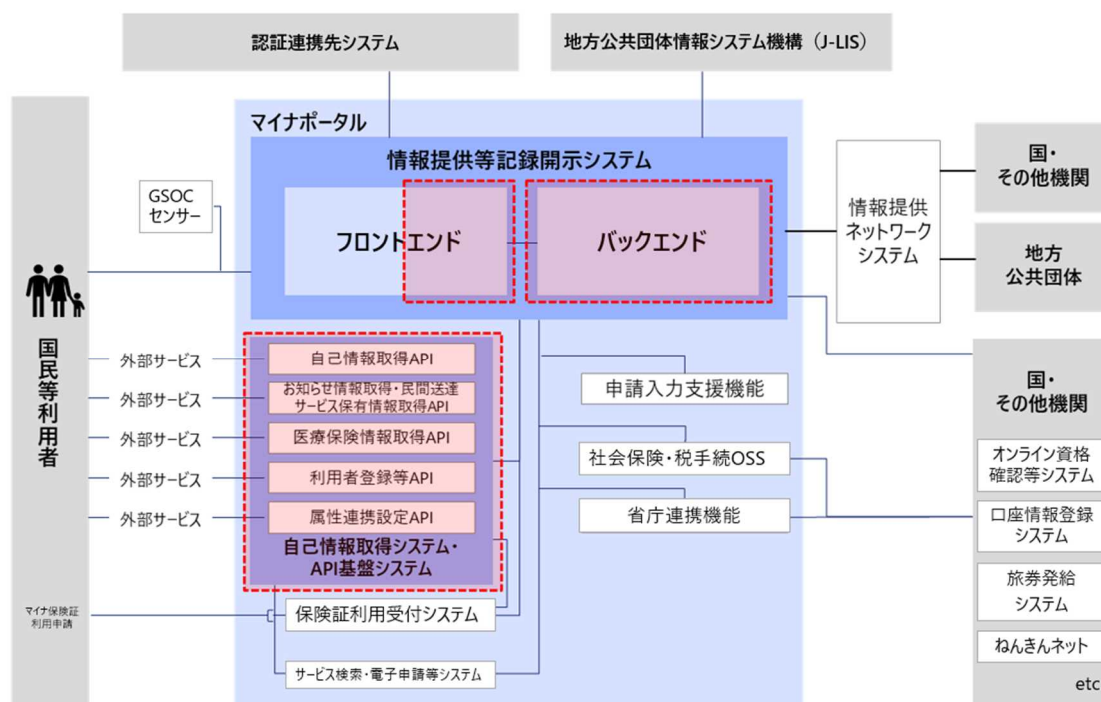 認証連携先システム
地方公共団体情報システム機構（J-LIS）
マイナポータル
情報提供等記録開示システム
GSOC
センサー
フロントエンド
バックエンド
情報提供
ネットワーク
システム
国・
その他機関
地方
公共団体
国民等利用者
外部サービス
自己情報取得API
外部サービス
お知らせ情報取得・民間送達
サービス保有情報取得API
外部サービス
医療保険情報取得API
外部サービス
利用者登録等API
外部サービス
属性連携設定API
自己情報取得システム・
API基盤システム
マイナ保険証
利用申請
保険証利用受付システム
サービス検索・電子申請等システム
申請入力支援機能
社会保険・税手続OSS
省庁連携機能
国・
その他機関
オンライン資格
確認等システム
口座情報登録
システム
旅券発給
システム
ねんきんネット
etc